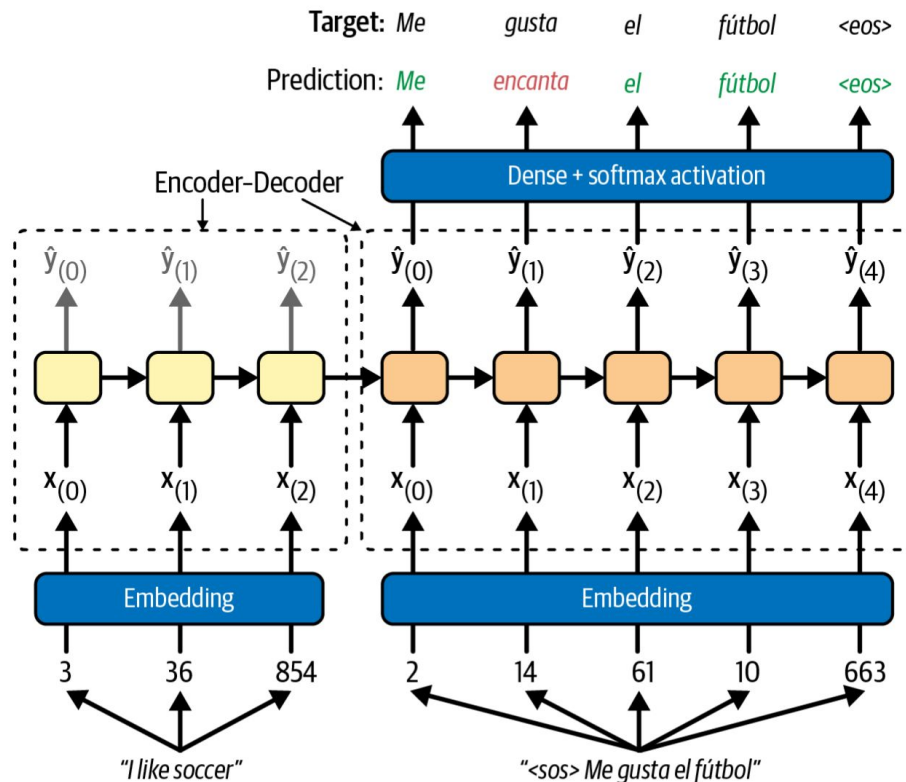 Target: Me gusta el fútbol <eos>
Prediction: Me encanta el fútbol <eos>
Dense + softmax activation
Encoder–Decoder
ŷ(0) ŷ(1) ŷ(2) ŷ(0) ŷ(1) ŷ(2) ŷ(3) ŷ(4)
x(0) x(1) x(2) x(0) x(1) x(2) x(3) x(4)
Embedding Embedding
3 36 854 2 14 61 10 663
"I like soccer" "<sos> Me gusta el fútbol"